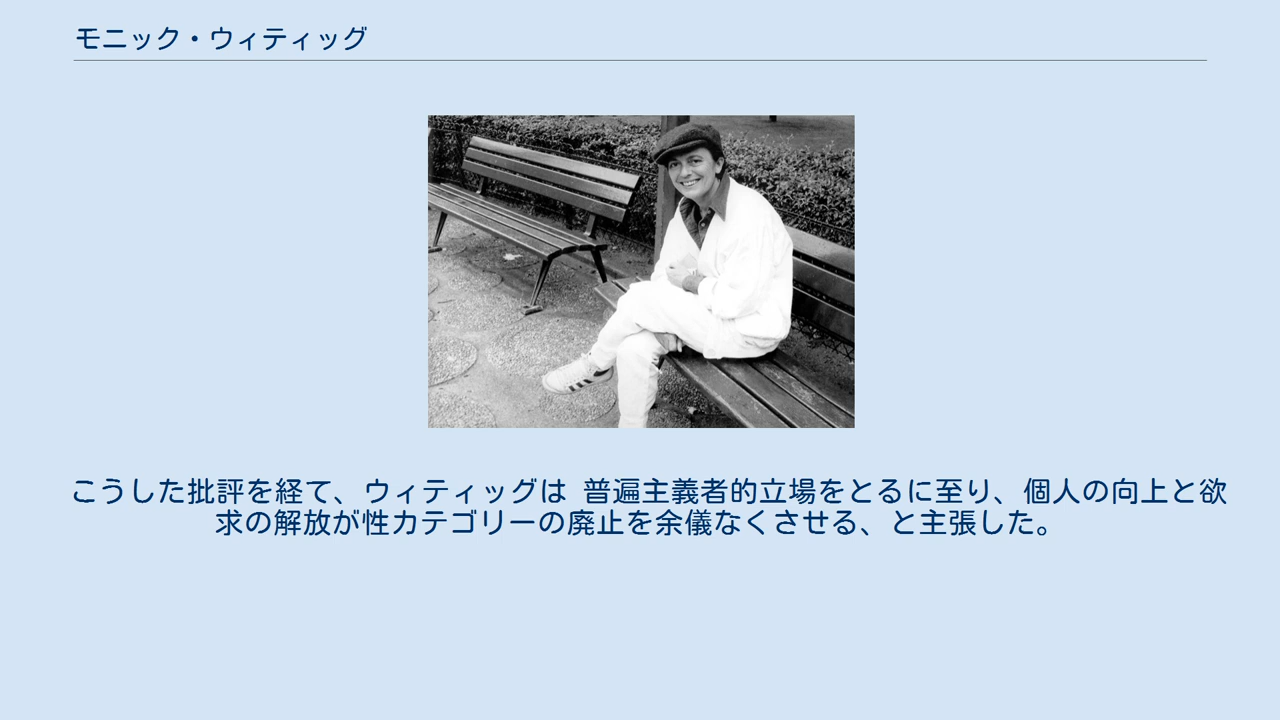 モニック・ウィティッグ
こうした批評を経て、ウィティッグは 普遍主義者的立場をとるに至り、個人の向上と欲
求の解放が性カテゴリーの廃止を余儀なくさせる、と主張した。